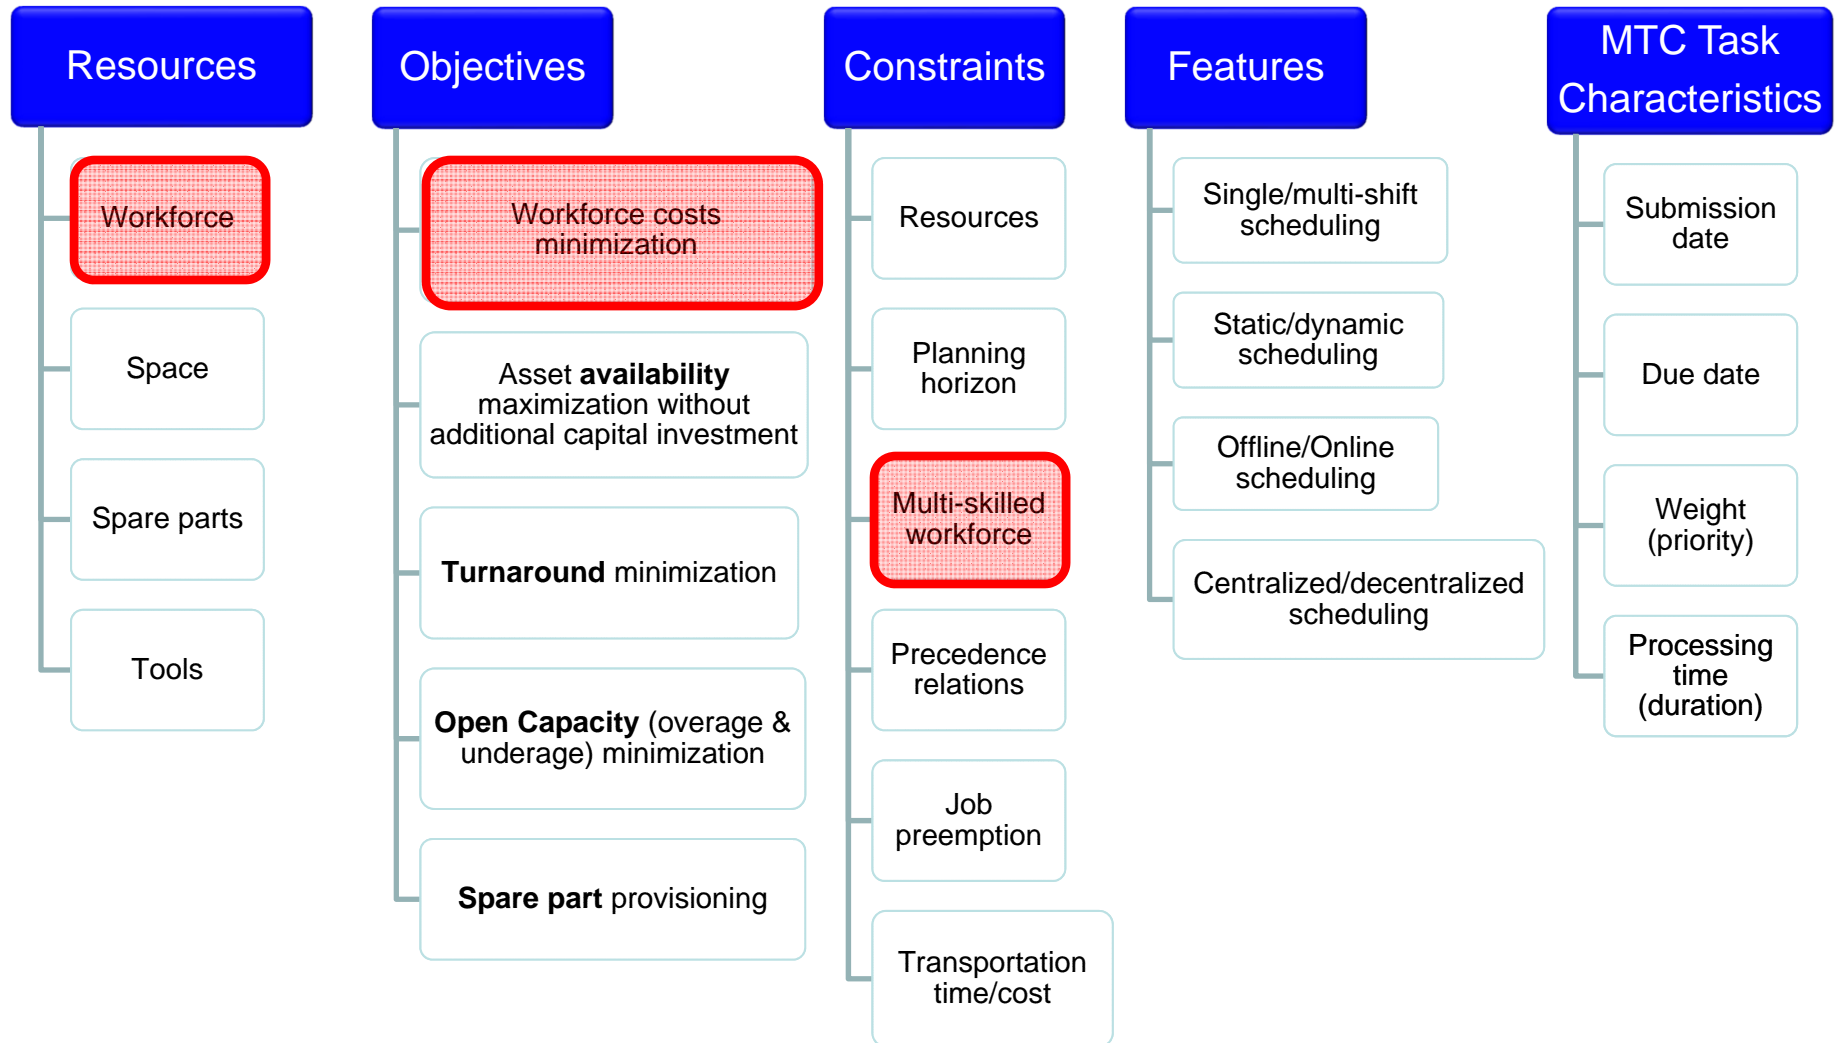 Resources
Workforce
Space
Spare parts
Tools
Objectives
Workforce costs
minimization
Asset availability
maximization without
additional capital investment
Turnaround minimization
Open Capacity (overage &
underage) minimization
Spare part provisioning
Constraints
Resources
Planning
horizon
Multi-skilled
workforce
Precedence
relations
Job
preemption
Transportation
time/cost
Features
Single/multi-shift
scheduling
Static/dynamic
scheduling
Offline/Online
scheduling
Centralized/decentralized
scheduling
MTC Task
Characteristics
Submission
date
Due date
Weight
(priority)
Processing
time
(duration)